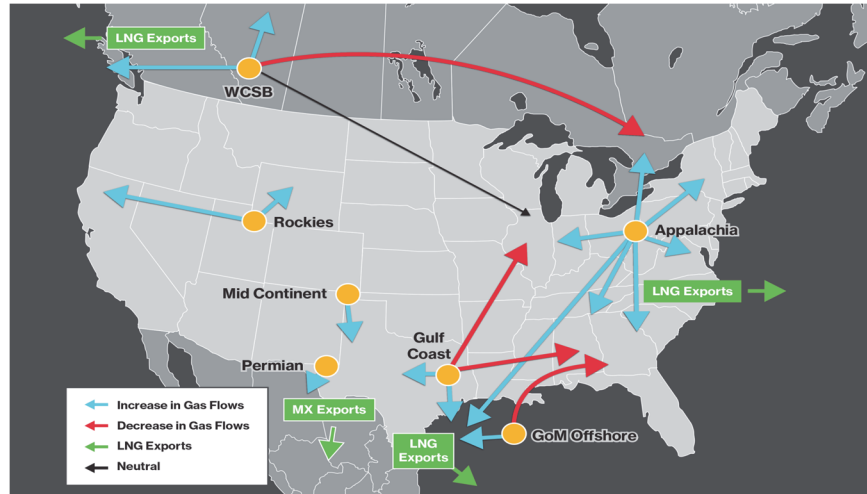 LNG Exports
WCSB
Rockies
Appalachia
Mid Continent
LNG Exports
Gulf
Coast
Permian
MX Exports
GoM Offshore
LNG
Exports
Increase in Gas Flows
Decrease in Gas Flows
LNG Exports
Neutral